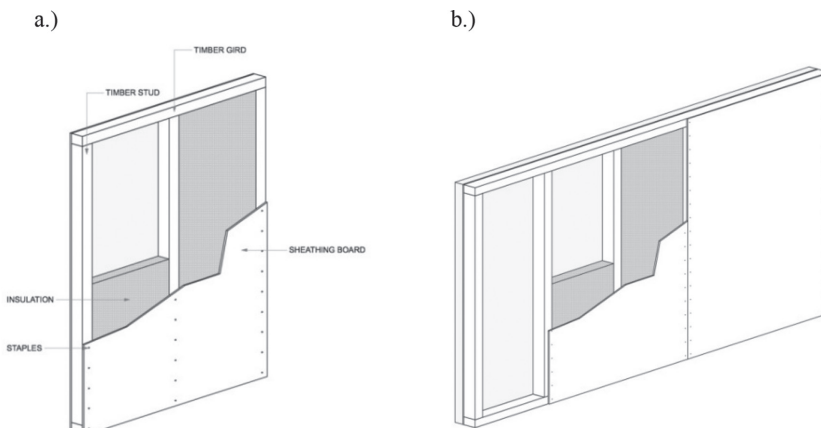 a.)
b.)
TIMBER GIRD
TIMBER STUD
SHEATHING BOARD
INSULATION
STAPLES